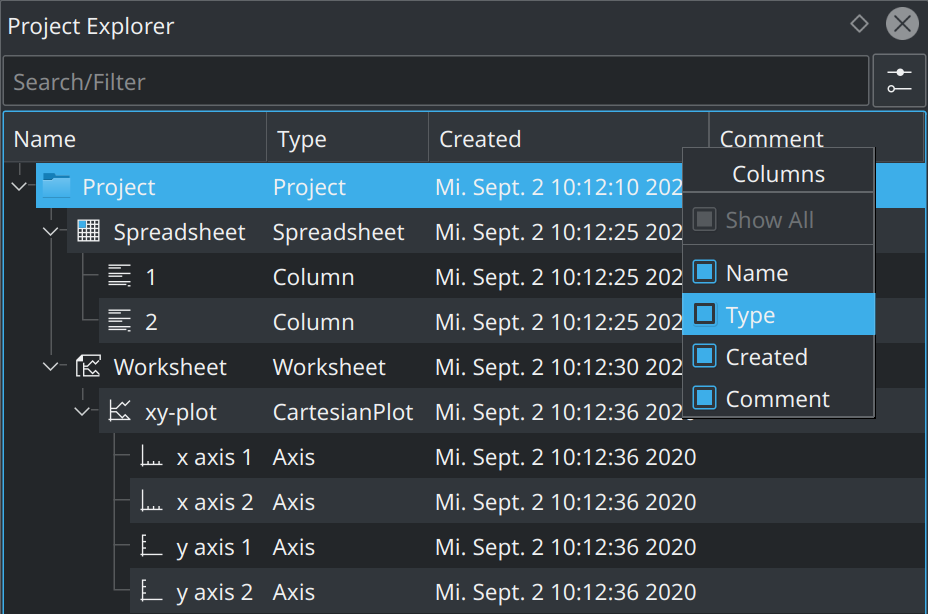 Project Explorer
Search/Filter
Name Type Created Comment
Project Project Mi. Sept. 2 10:12:10 202
Spreadsheet Spreadsheet Mi. Sept. 2 10:12:25 202
1 Column Mi. Sept. 2 10:12:25 202
2 Column Mi. Sept. 2 10:12:25 202
Worksheet Worksheet Mi. Sept. 2 10:12:30 202
xy-plot CartesianPlot Mi. Sept. 2 10:12:36 2020
x axis 1 Axis Mi. Sept. 2 10:12:36 2020
x axis 2 Axis Mi. Sept. 2 10:12:36 2020
y axis 1 Axis Mi. Sept. 2 10:12:36 2020
y axis 2 Axis Mi. Sept. 2 10:12:36 2020
Columns
Show All
Name
Type
Created
Comment